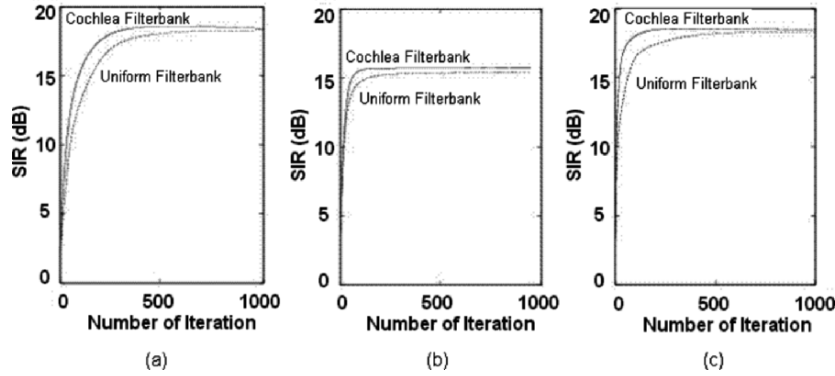 20
15
10
5
0
SIR (dB)
Cochlea Filterbank
Uniform Filterbank
0 500 1000
Number of Iteration
(a)
20
15
10
5
0
SIR (dB)
Cochlea Filterbank
Uniform Filterbank
0 500 1000
Number of Iteration
(b)
20
15
10
5
0
SIR (dB)
Cochlea Filterbank
Uniform Filterbank
0 500 1000
Number of Iteration
(c)